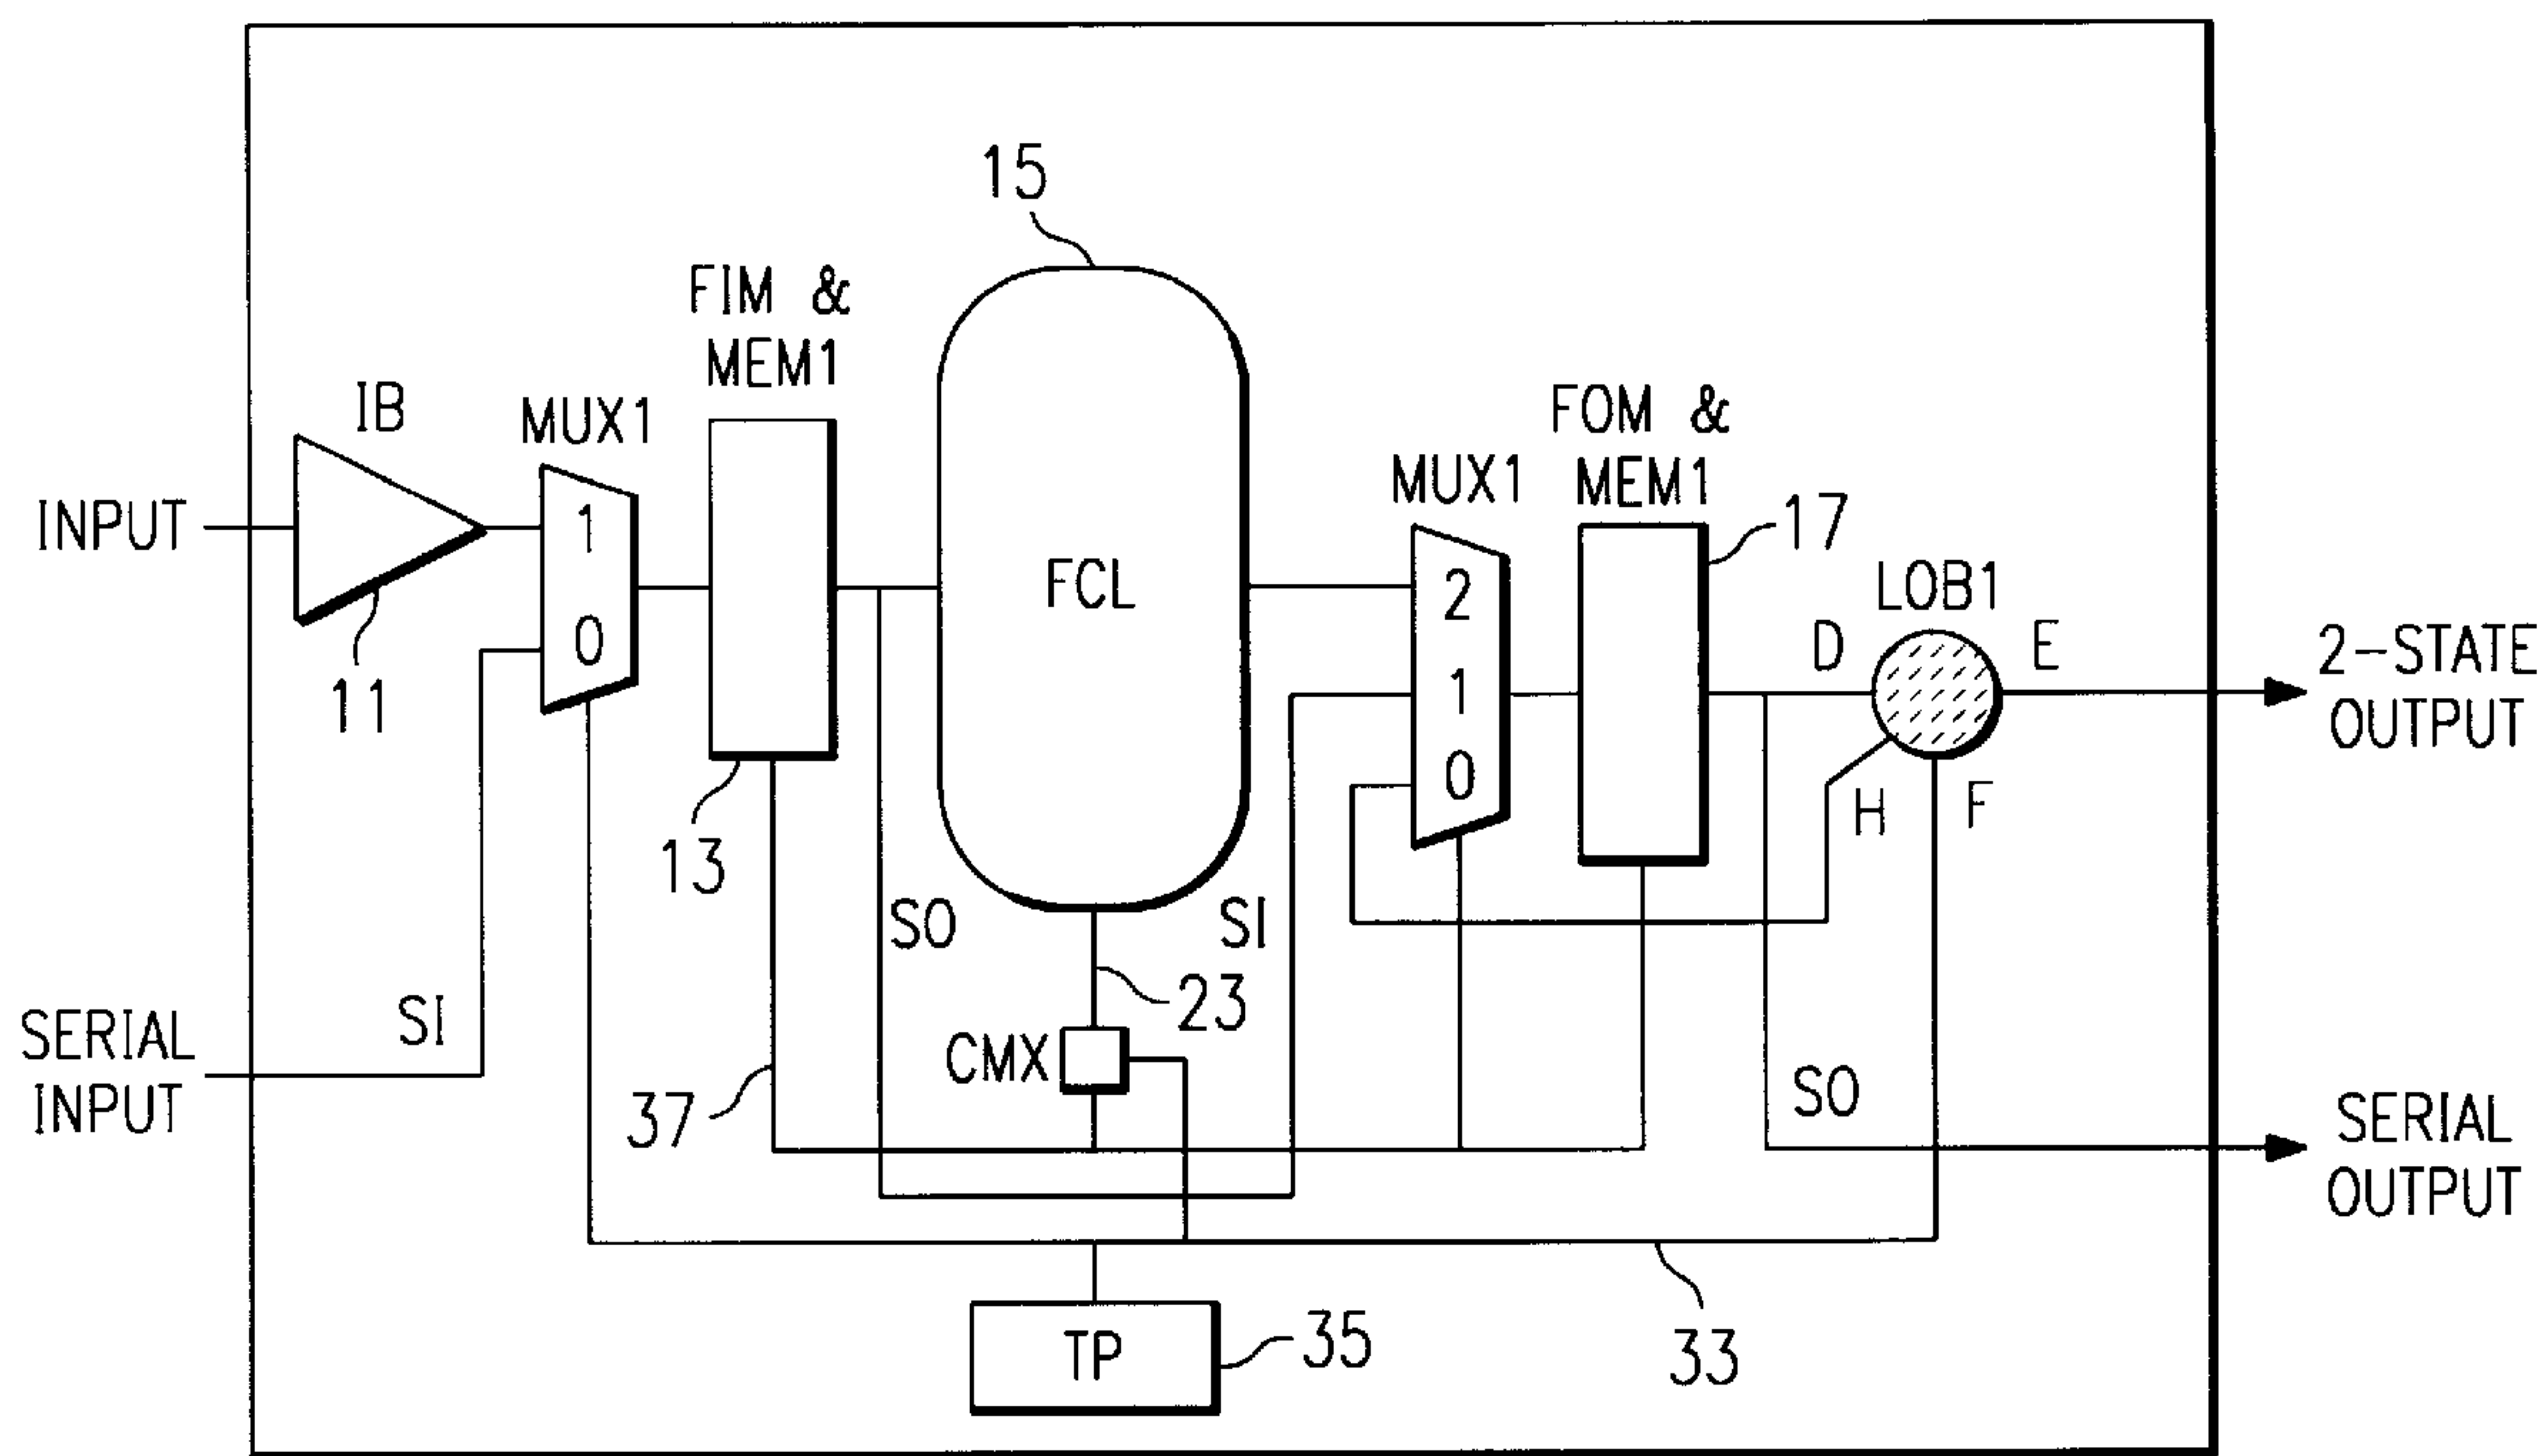 15
FIM &
MEM1
IB
MUX1
FOM &
MEM1
MUX1
17
INPUT
1
FCL
2
LOB1
0
D
E
2-STATE
OUTPUT
11
1
0
H
F
13
SO
SI
23
SI
SERIAL
INPUT
CMX
37
SO
SERIAL
OUTPUT
TP
35
33